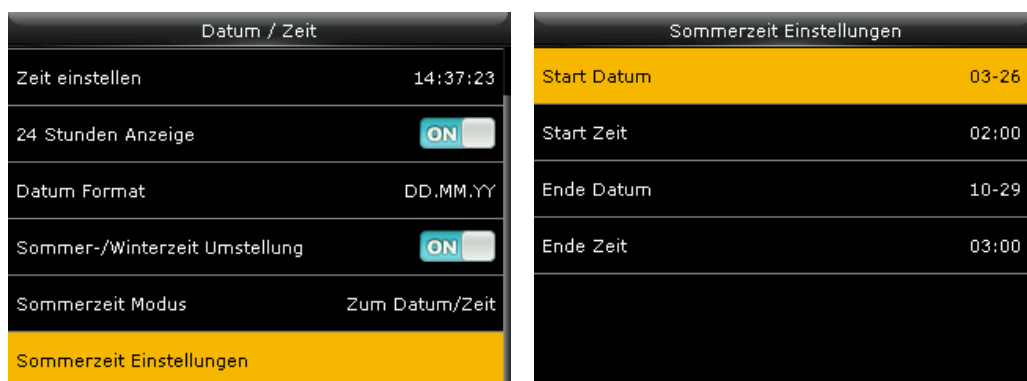 Datum / Zeit
Zeit einstellen 14:37:23
24 Stunden Anzeige ON
Datum Format DD.MM.YY
Sommer-/Winterzeit Umstellung ON
Sommerzeit Modus Zum Datum/Zeit
Sommerzeit Einstellungen
Sommerzeit Einstellungen
Start Datum 03-26
Start Zeit 02:00
Ende Datum 10-29
Ende Zeit 03:00